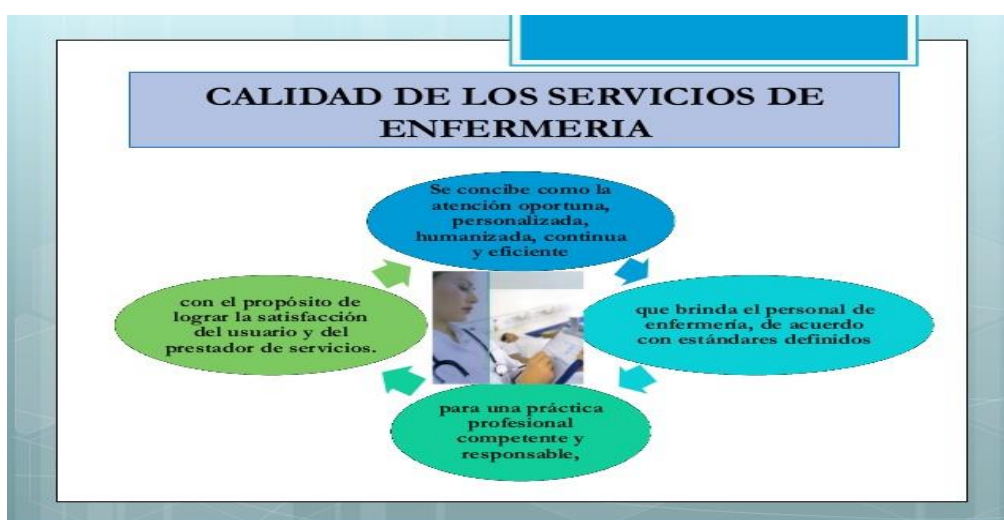 CALIDAD DE LOS SERVICIOS DE
ENFERMERIA
Se concibe como la
atención oportuna,
personalizada,
humanizada, continua
y eficiente
que brinda el personal de
enfermería, de acuerdo
con estándares definidos
para una práctica
profesional
competente y
responsable,
con el propósito de
lograr la satisfacción
del usuario y del
prestador de servicios.